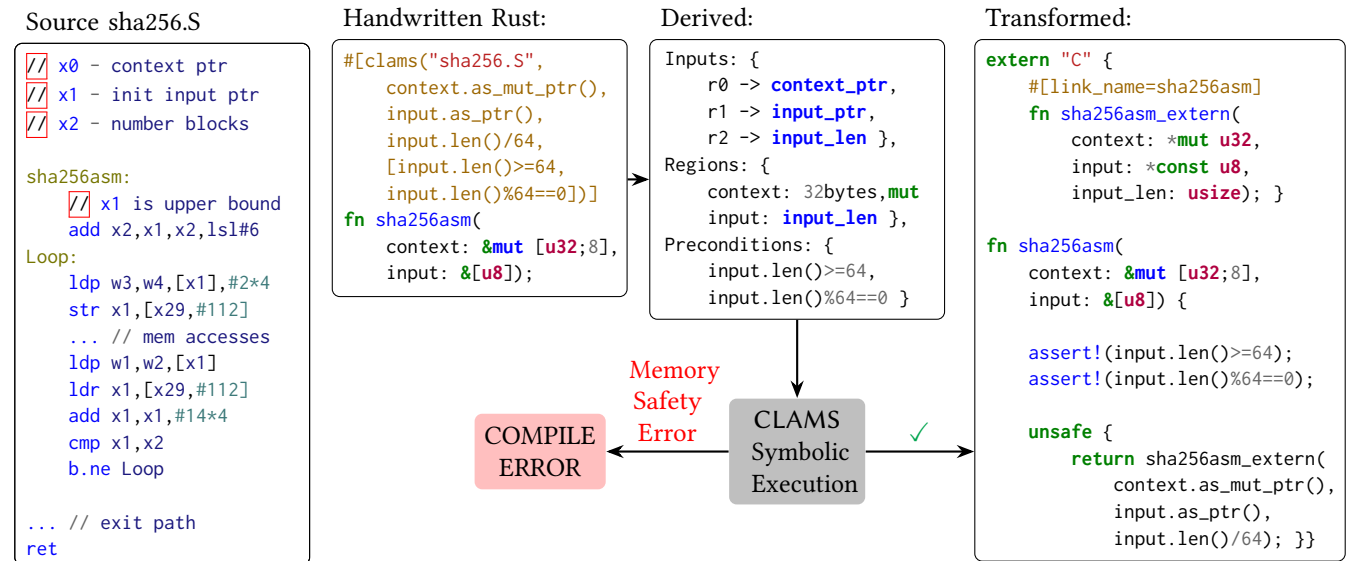 Source sha256.S
// x0 - context ptr
// x1 - init input ptr
// x2 - number blocks
sha256asm:
// x1 is upper bound
add x2,x1,x2,lsl#6
Loop:
ldp w3,w4,[x1],#2*4
str x1,[x29,#112]
... // mem accesses
ldp w1,w2,[x1]
ldr x1,[x29,#112]
add x1,x1,#14*4
cmp x1,x2
b.ne Loop
... // exit path
ret
Handwritten Rust:
#[clams("sha256.S",
context.as_mut_ptr(),
input.as_ptr(),
input.len()/64,
[input.len()>=64,
input.len()%64==0])]
fn sha256asm(
context: &mut [u32;8],
input: &[u8]);
Derived:
Inputs: {
r0 -> context_ptr,
r1 -> input_ptr,
r2 -> input_len },
Regions: {
context: 32bytes,mut
input: input_len },
Preconditions: {
input.len()>=64,
input.len()%64==0 }
Memory
Safety
Error
COMPILE
ERROR
CLAMS
Symbolic
Execution
✓
Transformed:
extern "C" {
#[link_name=sha256asm]
fn sha256asm_extern(
context: *mut u32,
input: *const u8,
input_len: usize); }
fn sha256asm(
context: &mut [u32;8],
input: &[u8]) {
assert!(input.len()>=64);
assert!(input.len()%64==0);
unsafe {
return sha256asm_extern(
context.as_mut_ptr(),
input.as_ptr(),
input.len()/64); }}